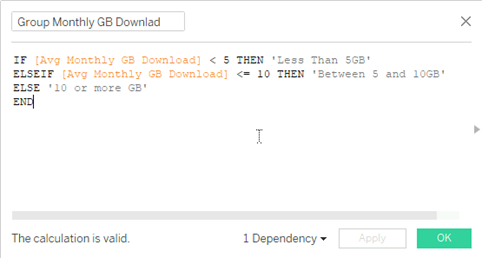 Group Monthly GB Downlad
IF [Avg Monthly GB Download] < 5 THEN 'Less Than 5GB'
ELSEIF [Avg Monthly GB Download] <= 10 THEN 'Between 5 and 10GB'
ELSE '10 or more GB'
END
The calculation is valid.
1 Dependency
Apply
OK